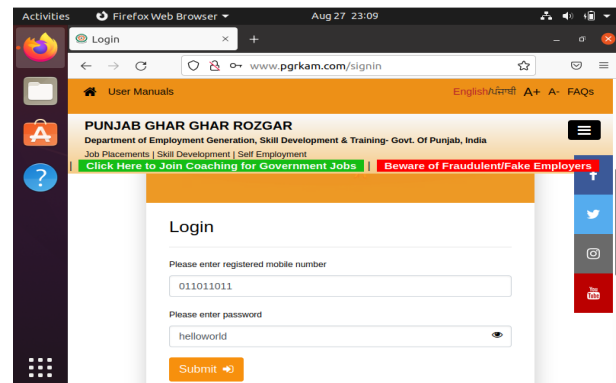 Activities Firefox Web Browser Aug 27 23:09
Login
www.pgrkam.com/signin
User Manuals English/ਪੰਜਾਬੀ A+ A- FAQs
PUNJAB GHAR GHAR ROZGAR
Department of Employment Generation, Skill Development & Training- Govt. Of Punjab, India
Job Placements | Skill Development | Self Employment
| Click Here to Join Coaching for Government Jobs | Beware of Fraudulent/Fake Employers
Login
Please enter registered mobile number
011011011
Please enter password
helloworld
Submit
You
Tube